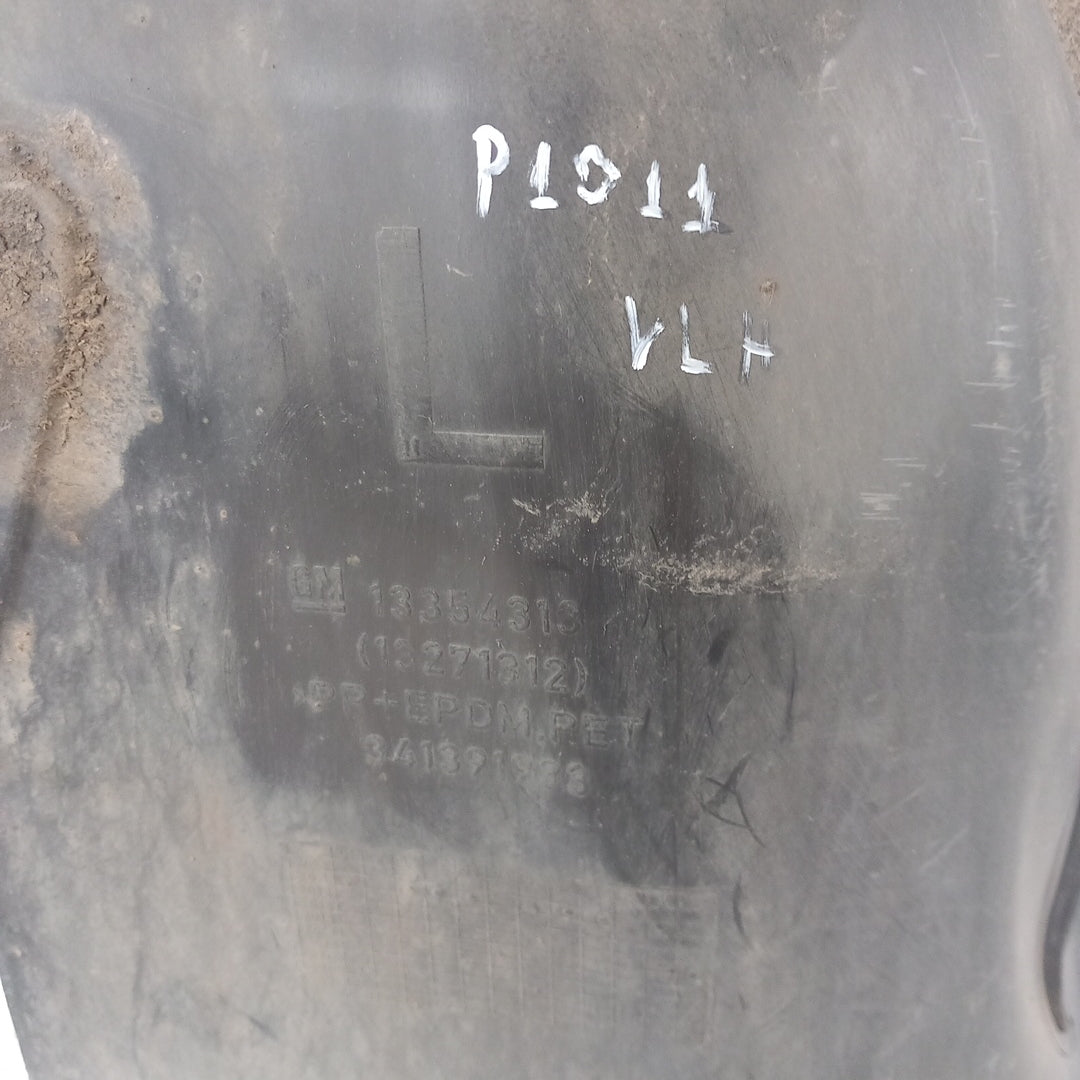 P1011
VLH
L
GM 13354313
(13271312)
PP+EPDM.PET